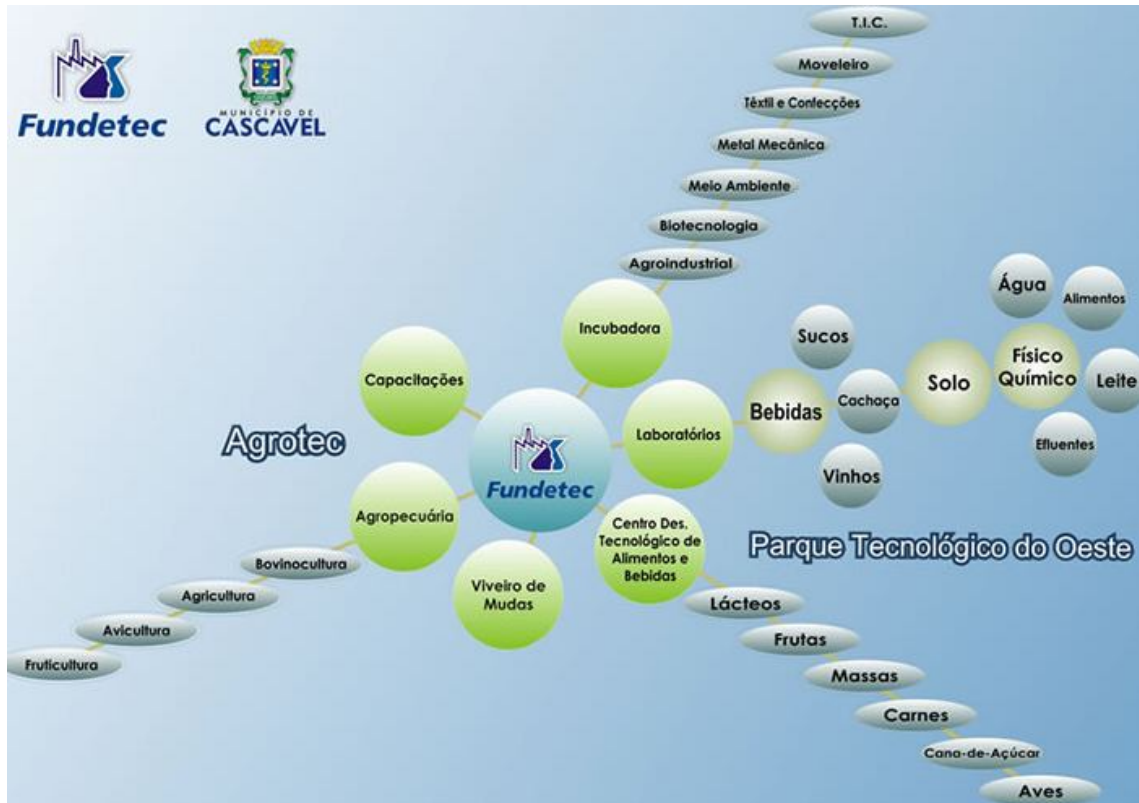 Fundetec
MUNICÍPIO DE
CASCAVEL
T.I.C.
Moveleiro
Têxtil e Confecções
Metal Mecânica
Meio Ambiente
Biotecnologia
Agroindustrial
Incubadora
Capacitações
Laboratórios
Bebidas
Sucos
Cachaça
Vinhos
Solo
Físico
Químico
Água
Alimentos
Leite
Efluentes
Agrotec
Fundetec
Agropecuária
Bovinocultura
Agricultura
Avicultura
Fruticultura
Viveiro de
Mudas
Centro Des.
Tecnológico de
Alimentos e
Bebidas
Parque Tecnológico do Oeste
Lácteos
Frutas
Massas
Carnes
Cana-de-Açúcar
Aves